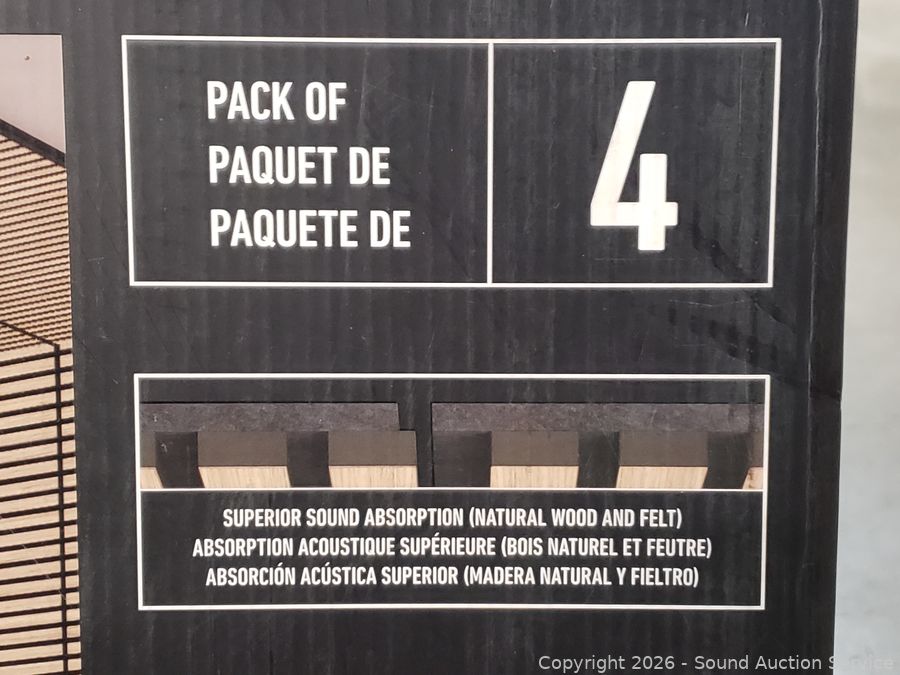 PACK OF
PAQUET DE
PAQUETE DE
4
SUPERIOR SOUND ABSORPTION (NATURAL WOOD AND FELT)
ABSORPTION ACOUSTIQUE SUPÉRIEURE (BOIS NATUREL ET FEUTRE)
ABSORCIÓN ACÚSTICA SUPERIOR (MADERA NATURAL Y FIELTRO)
Copyright 2026 - Sound Auction Service